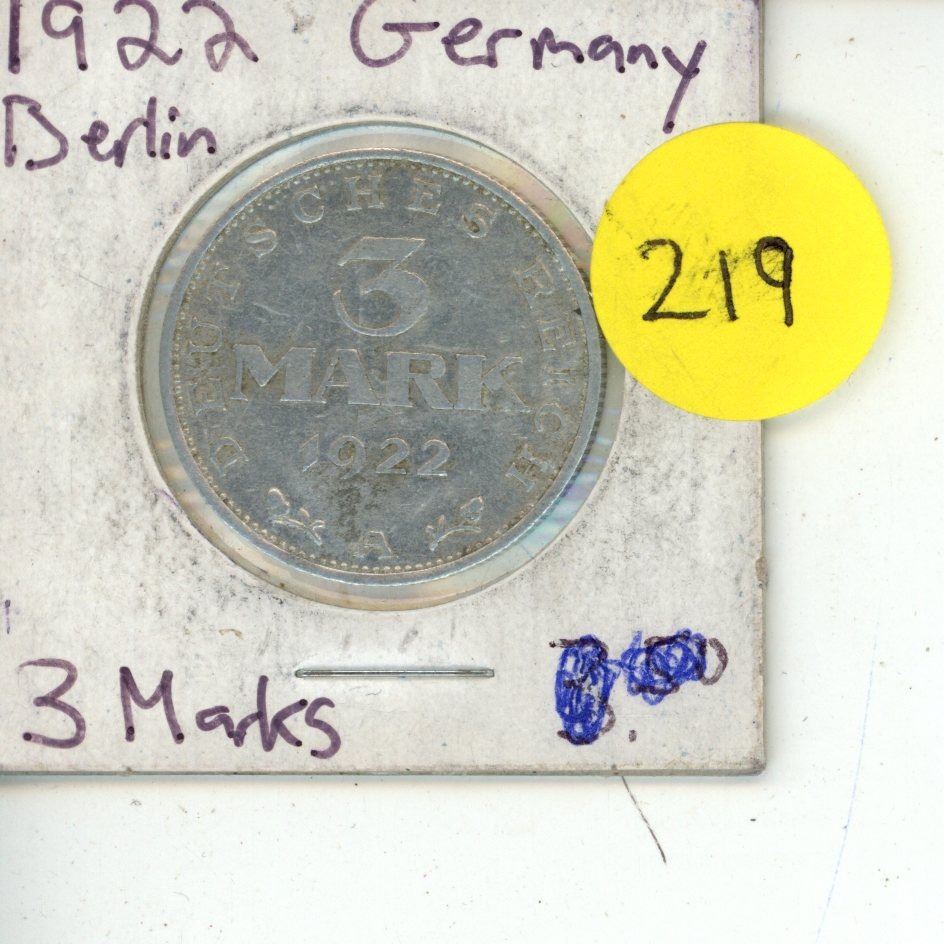 1922 Germany
Berlin
219
DEUTSCHES REICH
3
MARK
1922
A
3 Marks